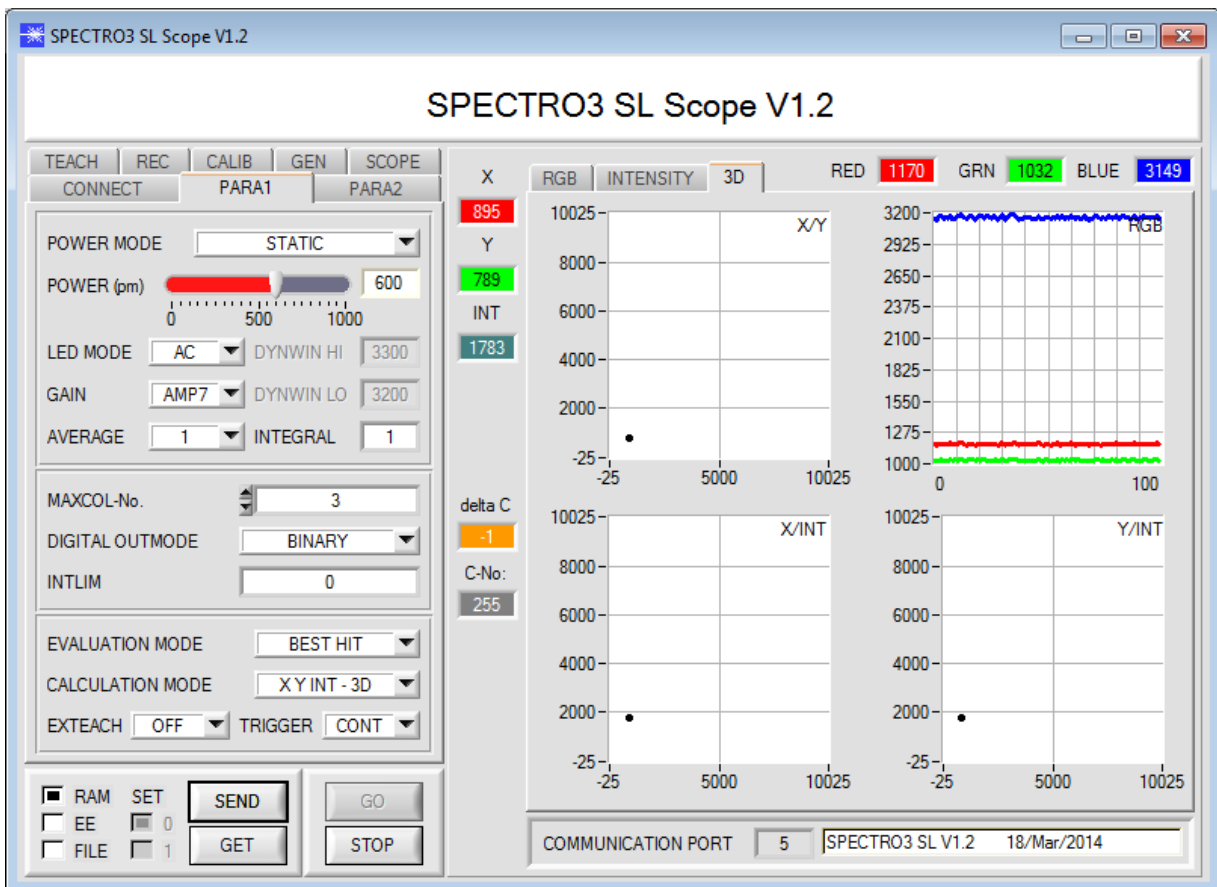 SPECTRO3 SL Scope V1.2
SPECTRO3 SL Scope V1.2
TEACH REC CALIB GEN SCOPE
CONNECT PARA1 PARA2
POWER MODE STATIC
POWER (pm) 600
0 500 1000
LED MODE AC DYNWIN HI 3300
GAIN AMP7 DYNWIN LO 3200
AVERAGE 1 INTEGRAL 1
MAXCOL-No. 3
DIGITAL OUTMODE BINARY
INTLIM 0
EVALUATION MODE BEST HIT
CALCULATION MODE X Y INT - 3D
EXTEACH OFF TRIGGER CONT
RAM SET SEND GO
EE 0
FILE 1 GET STOP
X
895
Y
789
INT
1783
delta C
-1
C-No:
255
RGB INTENSITY 3D RED 1170 GRN 1032 BLUE 3149
X/Y
10025
8000
6000
4000
2000
-25
-25 5000 10025
RGB
3200
2925
2650
2375
2100
1825
1550
1275
1000
0 100
X/INT
10025
8000
6000
4000
2000
-25
-25 5000 10025
Y/INT
10025
8000
6000
4000
2000
-25
-25 5000 10025
COMMUNICATION PORT 5 SPECTRO3 SL V1.2 18/Mar/2014